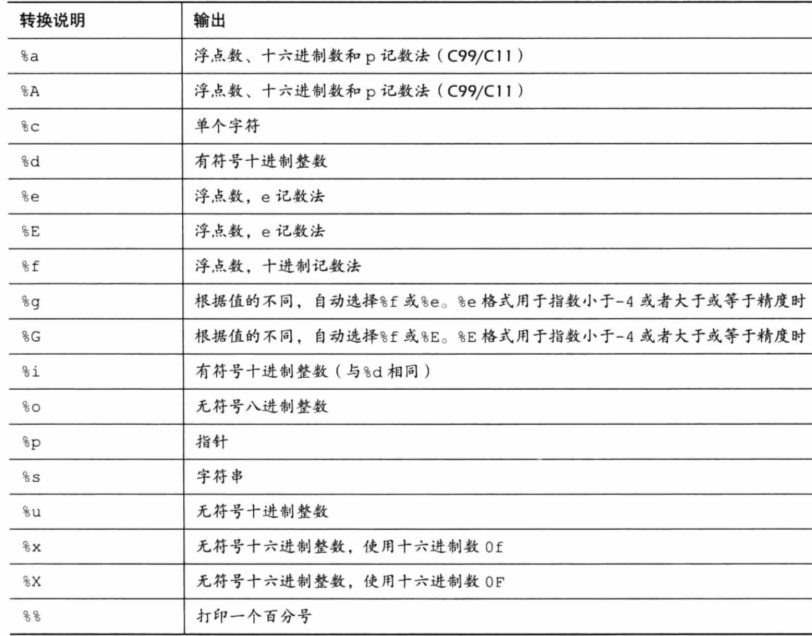 转换说明 输出
%a 浮点数、十六进制数和 p 记数法（C99/C11）
%A 浮点数、十六进制数和 p 记数法（C99/C11）
%c 单个字符
%d 有符号十进制整数
%e 浮点数，e 记数法
%E 浮点数，e 记数法
%f 浮点数，十进制记数法
%g 根据值的不同，自动选择%f 或%e。%e 格式用于指数小于-4 或者大于或等于精度时
%G 根据值的不同，自动选择%f 或%E。%E 格式用于指数小于-4 或者大于或等于精度时
%i 有符号十进制整数（与%d 相同）
%o 无符号八进制整数
%p 指针
%s 字符串
%u 无符号十进制整数
%x 无符号十六进制整数，使用十六进制数 0f
%X 无符号十六进制整数，使用十六进制数 0F
%% 打印一个百分号